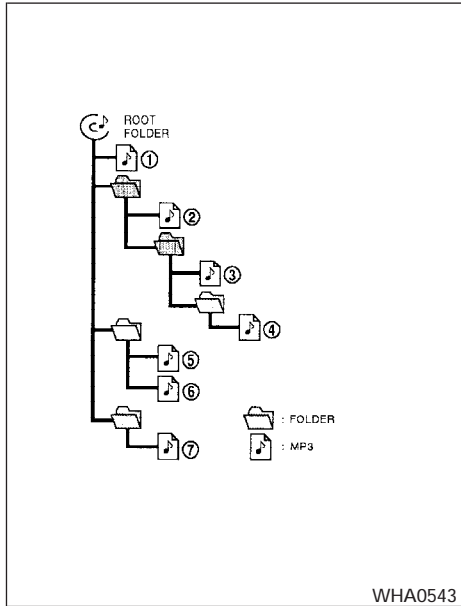 ROOT
FOLDER
①
②
③
④
⑤
⑥
⑦
: FOLDER
: MP3
WHA0543